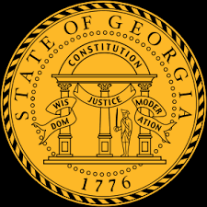 STATE OF GEORGIA
CONSTITUTION
WIS
DOM
JUSTICE
MODER
ATION
1776